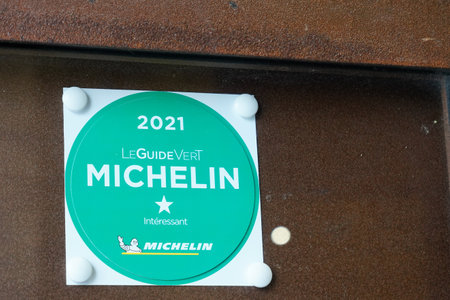 2021
LEGUIDEVERT
MICHELIN
Intéressant
MICHELIN